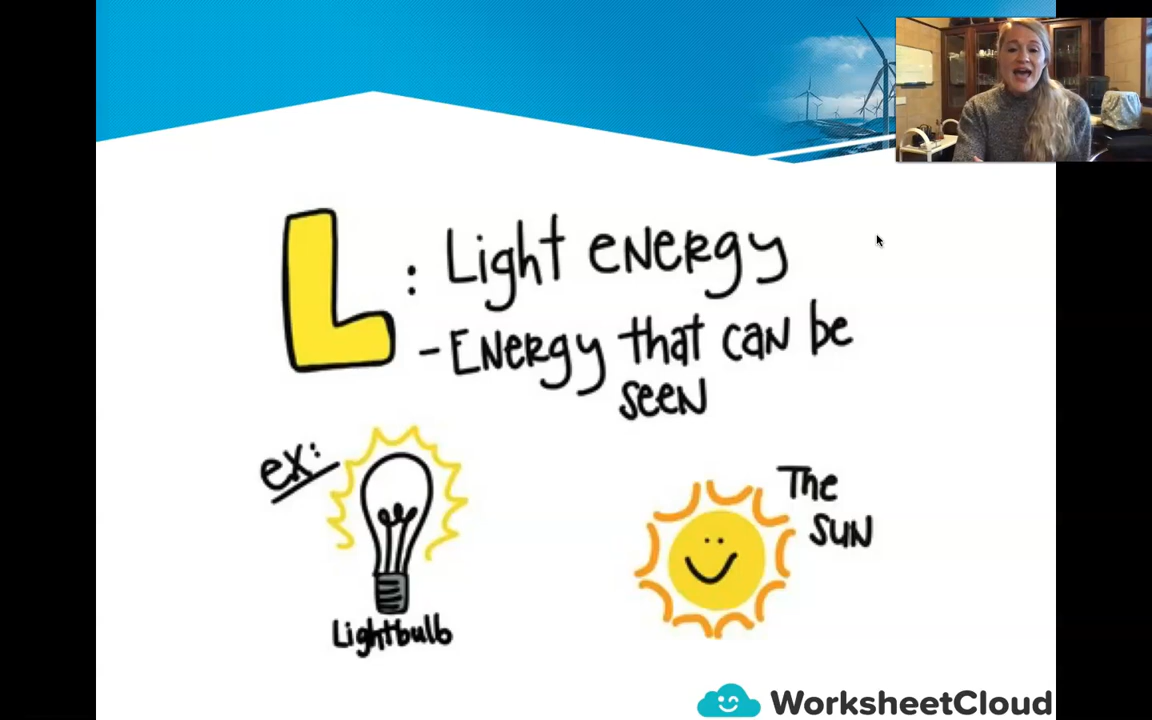 L : Light energy
- Energy that can be
seen
ex:
Lightbulb
The
Sun
WorksheetCloud